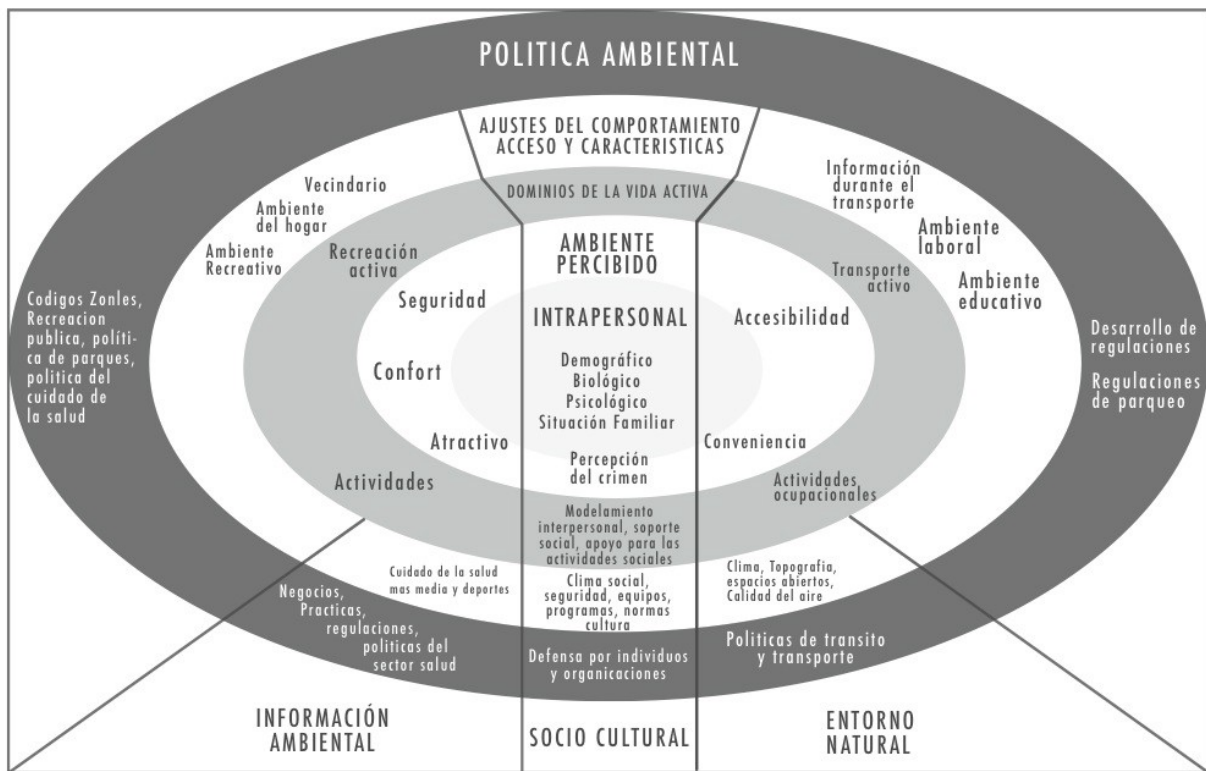 POLITICA AMBIENTAL
AJUSTES DEL COMPORTAMIENTO
ACCESO Y CARACTERISTICAS
DOMINIOS DE LA VIDA ACTIVA
Vecindario
Ambiente
del hogar
Ambiente
Recreativo
Recreación
activa
Información
durante el
transporte
Ambiente
laboral
Ambiente
educativo
Transporte
activo
AMBIENTE
PERCIBIDO
Seguridad
Confort
Atractivo
INTRAPERSONAL
Demográfico
Biológico
Psicológico
Situación Familiar
Percepción
del crimen
Accesibilidad
Conveniencia
Codigos Zonles,
Recreacion
publica, políti-
ca de parques,
politica del
cuidado de
la salud
Desarrollo de
regulaciones
Regulaciones
de parqueo
Actividades
Actividades
ocupacionales
Modelamiento
interpersonal, soporte
social, apoyo para las
actividades sociales
Cuidado de la salud
mas media y deportes
Clima social,
seguridad, equipos,
programas, normas
cultura
Clima, Topografia,
espacios abiertos,
Calidad del aire
Negocios,
Practicas,
regulaciones,
politicas del
sector salud
Defensa por individuos
y organizaciones
Politicas de transito
y transporte
INFORMACIÓN
AMBIENTAL
SOCIO CULTURAL
ENTORNO
NATURAL